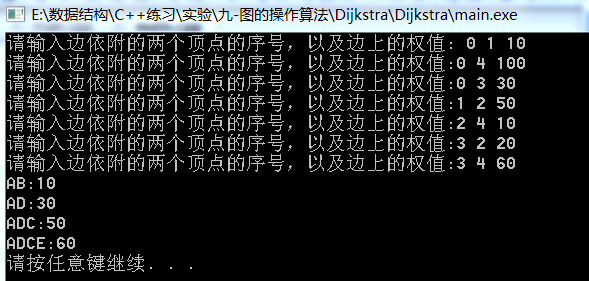 E:\数据结构\C++练习\实验\九-图的操作算法\Dijkstra\Dijkstra\main.exe
请输入边依附的两个顶点的序号，以及边上的权值: 0 1 10
请输入边依附的两个顶点的序号，以及边上的权值:0 4 100
请输入边依附的两个顶点的序号，以及边上的权值:0 3 30
请输入边依附的两个顶点的序号，以及边上的权值:1 2 50
请输入边依附的两个顶点的序号，以及边上的权值:2 4 10
请输入边依附的两个顶点的序号，以及边上的权值:3 2 20
请输入边依附的两个顶点的序号，以及边上的权值:3 4 60
AB:10
AD:30
ADC:50
ADCE:60
请按任意键继续. . .